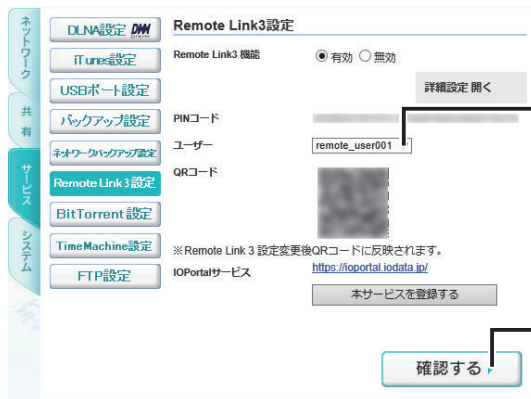 ネットワーク
共有
サービス
システム
DLNA設定 DiXiM
iTunes設定
USBポート設定
バックアップ設定
ネットワークバックアップ設定
Remote Link3設定
BitTorrent設定
TimeMachine設定
FTP設定
Remote Link3設定
Remote Link3 機能
有効 無効
詳細設定 開く
PINコード
ユーザー remote_user001
QRコード
※Remote Link 3 設定変更後QRコードに反映されます。
IOPortalサービス https://ioportal.iodata.jp/
本サービスを登録する
確認する